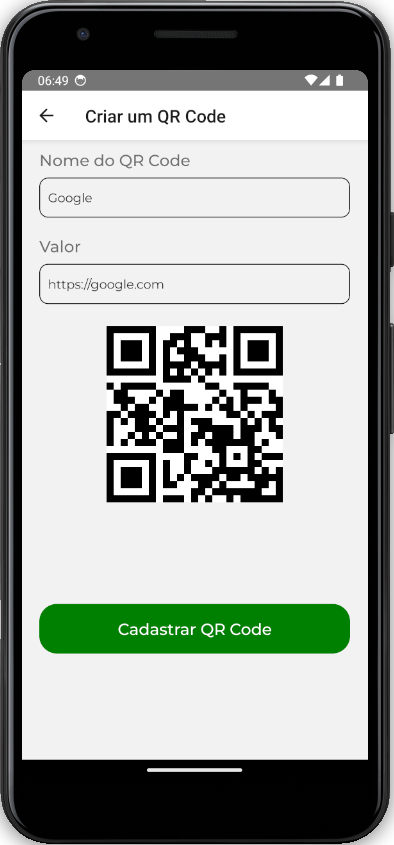 06:49
Criar um QR Code
Nome do QR Code
Google
Valor
https://google.com
Cadastrar QR Code